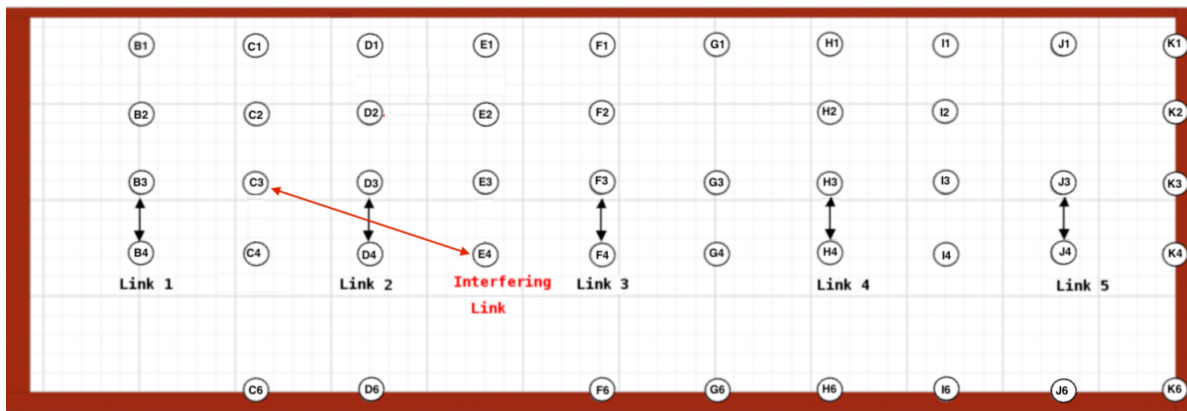 B1 C1 D1 E1 F1 G1 H1 I1 J1 K1
B2 C2 D2 E2 F2 H2 I2 K2
B3 C3 D3 E3 F3 G3 H3 I3 J3 K3
B4 C4 D4 E4 F4 G4 H4 I4 J4 K4
Link 1 Link 2 Interfering Link 3 Link 4 Link 5
Link
C6 D6 F6 G6 H6 I6 J6 K6